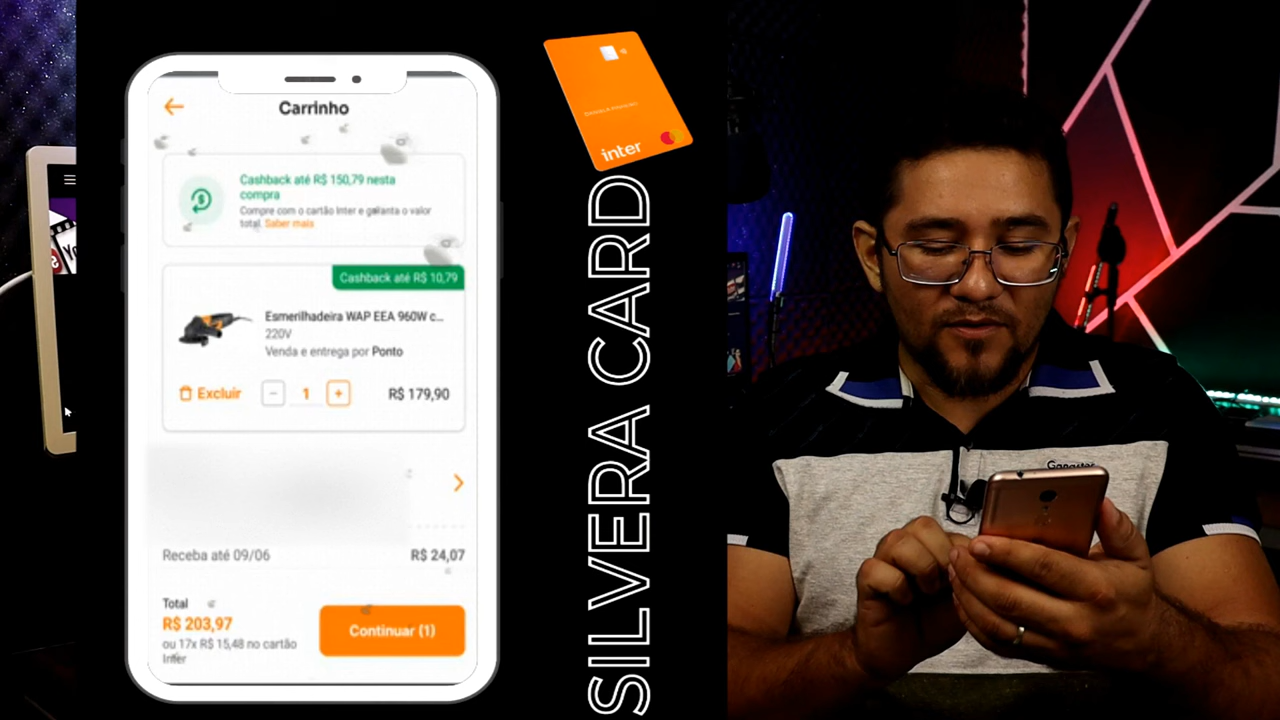 Carrinho
Cashback até R$ 150,79 nesta
compra
Compre com o cartão Inter e garanta o valor
total. Saber mais
Cashback até R$ 10,79
Esmerilhadeira WAP EEA 960W c...
220V
Venda e entrega por Ponto
Excluir
1
R$ 179,90
Receba até 09/06
R$ 24,07
Total
R$ 203,97
ou 17x R$ 15,48 no cartão
Inter
Continuar (1)
inter
SILVERA CARD
Gangster